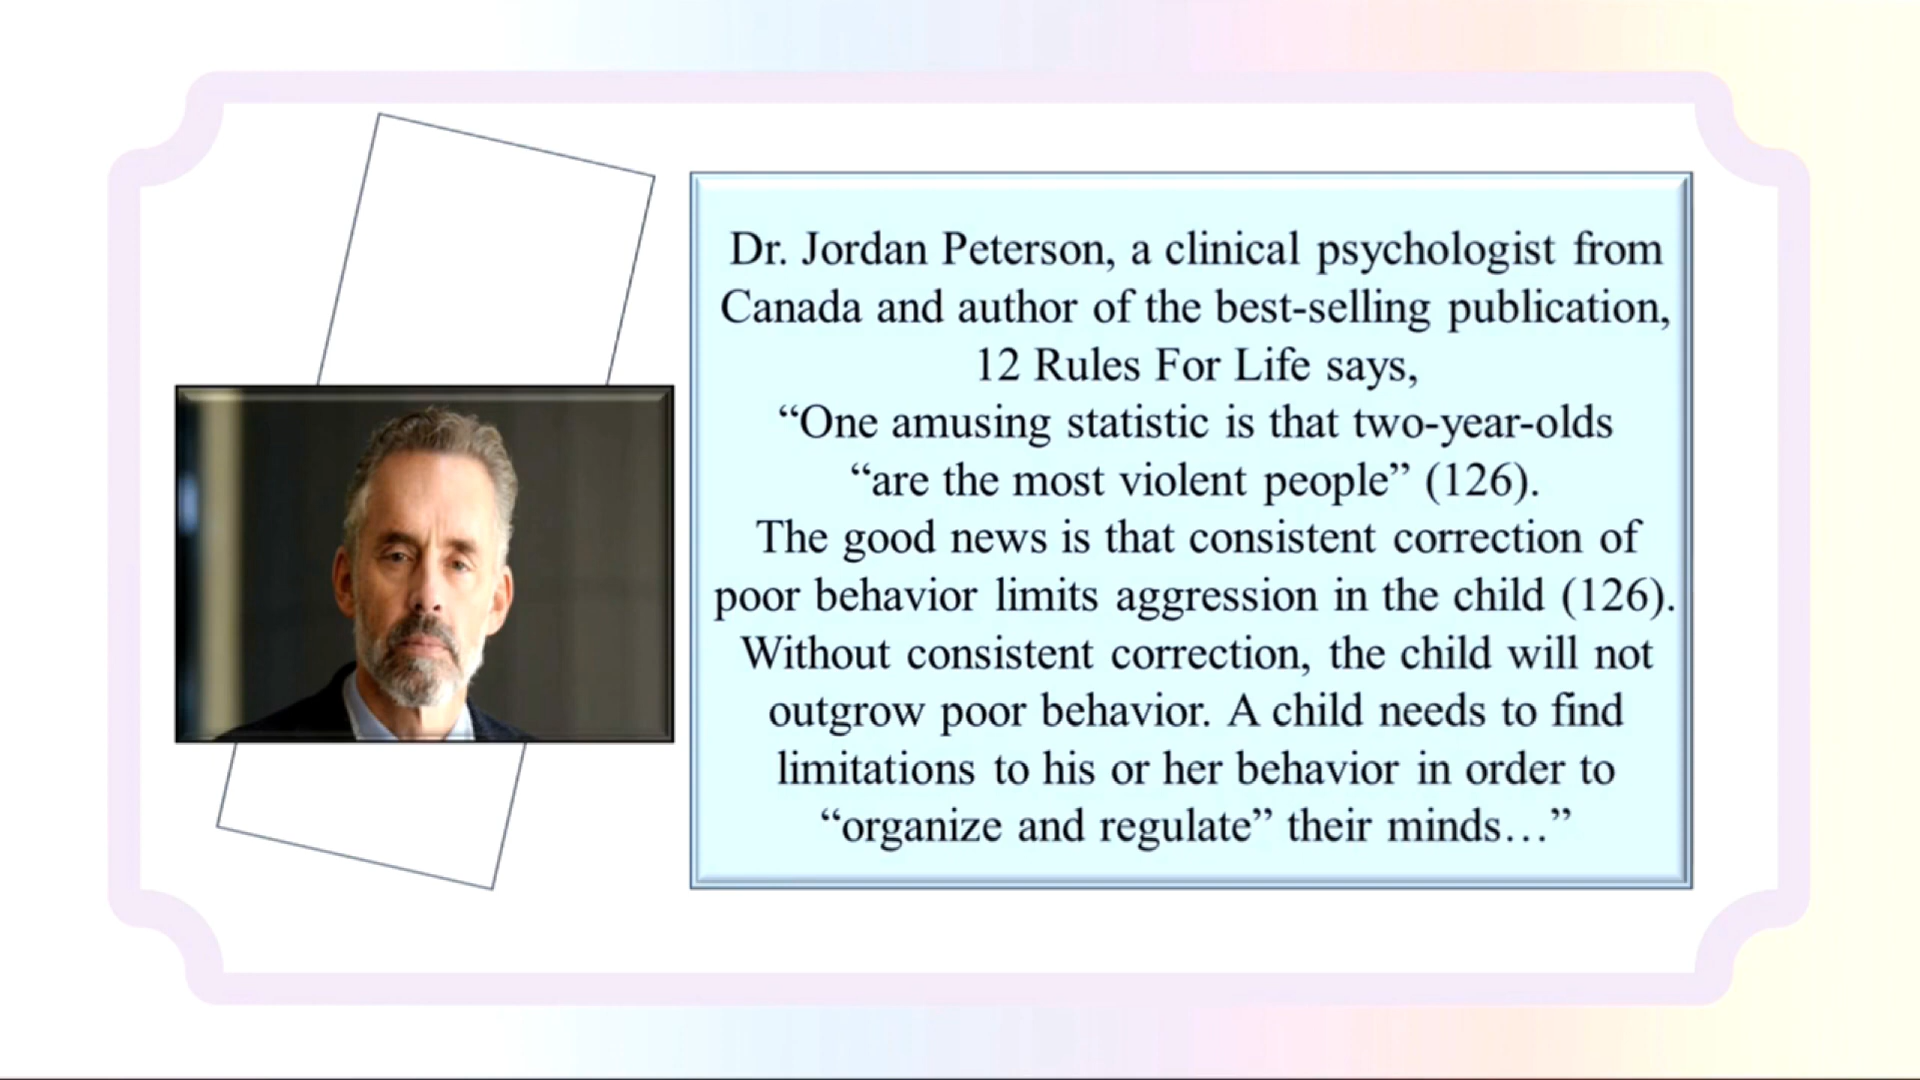 Dr. Jordan Peterson, a clinical psychologist from
Canada and author of the best-selling publication,
12 Rules For Life says,
“One amusing statistic is that two-year-olds
“are the most violent people” (126).
The good news is that consistent correction of
poor behavior limits aggression in the child (126).
Without consistent correction, the child will not
outgrow poor behavior. A child needs to find
limitations to his or her behavior in order to
“organize and regulate” their minds…”